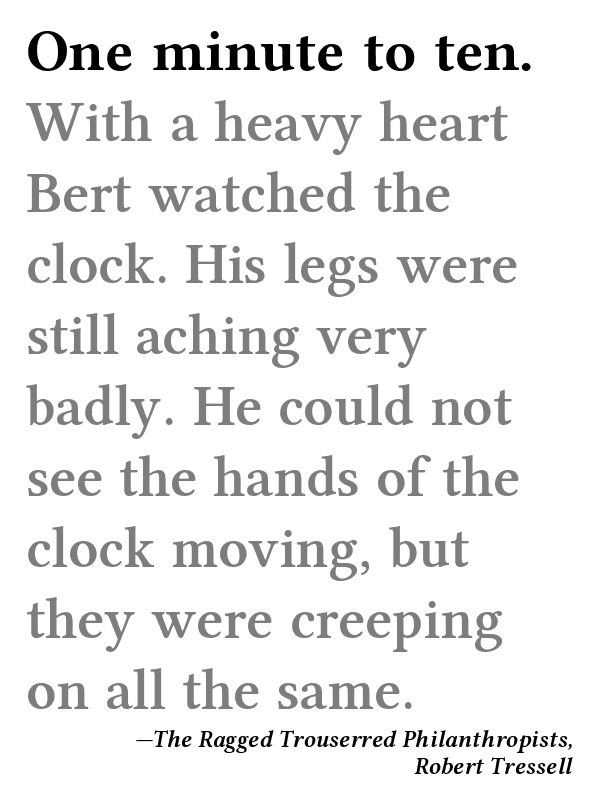 One minute to ten.
With a heavy heart
Bert watched the
clock. His legs were
still aching very
badly. He could not
see the hands of the
clock moving, but
they were creeping
on all the same.
—The Ragged Trouserred Philanthropists,
Robert Tressell